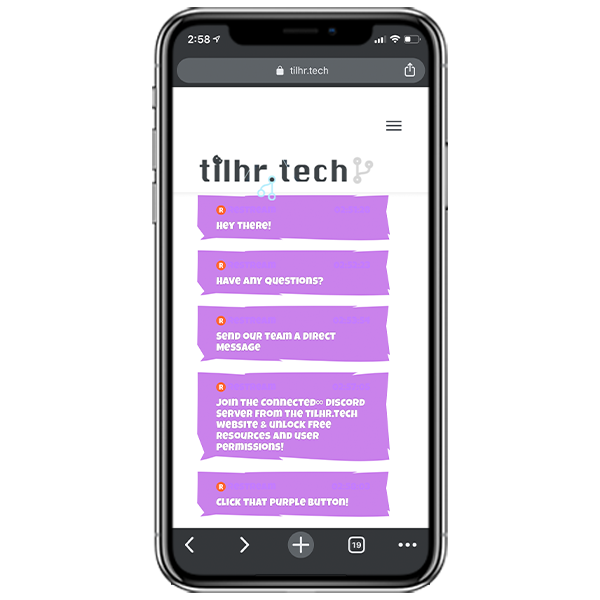 2:58
tilhr.tech
tilhr.tech
R
Hey There!
R
Have any questions?
R
Send our team a direct
message
R
Join the Connected∞ Discord
server from the tilhr.tech
website & unlock free
resources and user
permissions!
R
Click that purple button!
19